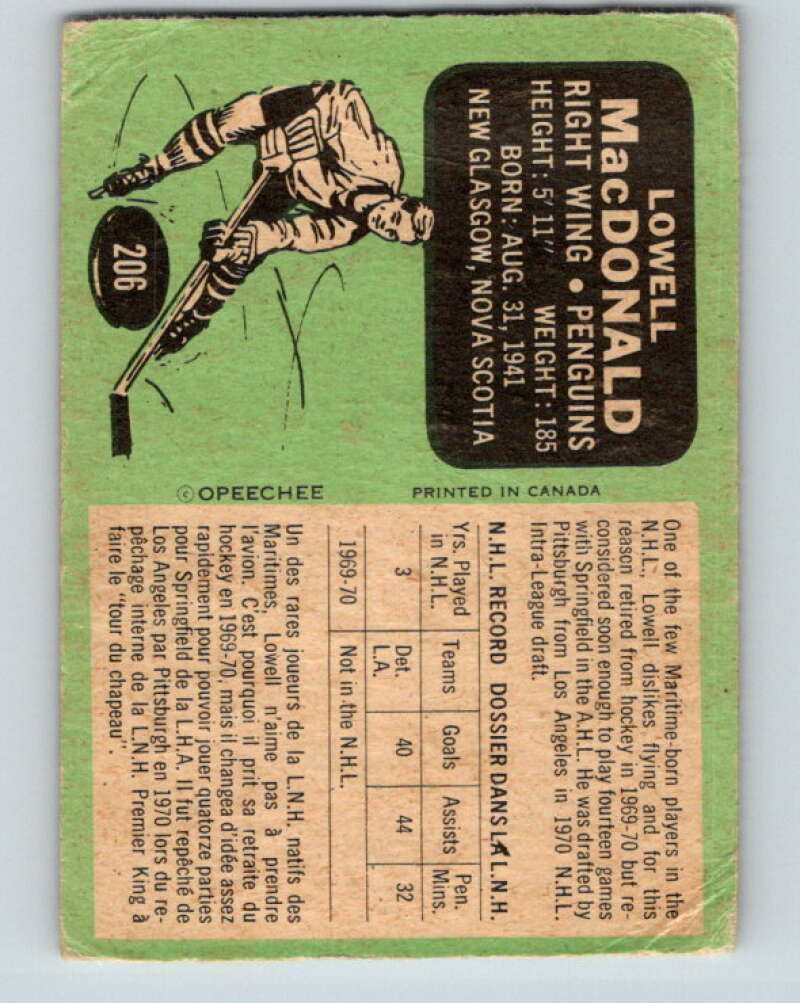 LOWELL
MacDONALD
RIGHT WING • PENGUINS
HEIGHT: 5' 11" WEIGHT: 185
BORN: AUG. 31, 1941
NEW GLASGOW, NOVA SCOTIA
206
© OPEECHEE PRINTED IN CANADA
One of the few Maritime-born players in the
N.H.L., Lowell dislikes flying and for this
reason retired from hockey in 1969-70 but re-
considered soon enough to play fourteen games
with Springfield in the A.H.L. He was drafted by
Pittsburgh from Los Angeles in 1970 N.H.L.
Intra-League draft.
N.H.L. RECORD DOSSIER DANS LA L.N.H.
Yrs. Played in N.H.L. Teams Goals Assists Pen. Mins.
3 Det. L.A. 40 44 32
1969-70 Not in the N.H.L.
Un des rares joueurs de la L.N.H. natifs des
Maritimes, Lowell n'aime pas à prendre
l'avion. C'est pourquoi il prit sa retraite du
hockey en 1969-70, mais il changea d'idée assez
rapidement pour pouvoir jouer quatorze parties
pour Springfield de la L.H.A. Il fut repêché de
Los Angeles par Pittsburgh en 1970 lors du re-
pêchage interne de la L.N.H. Premier King à
faire le "tour du chapeau".